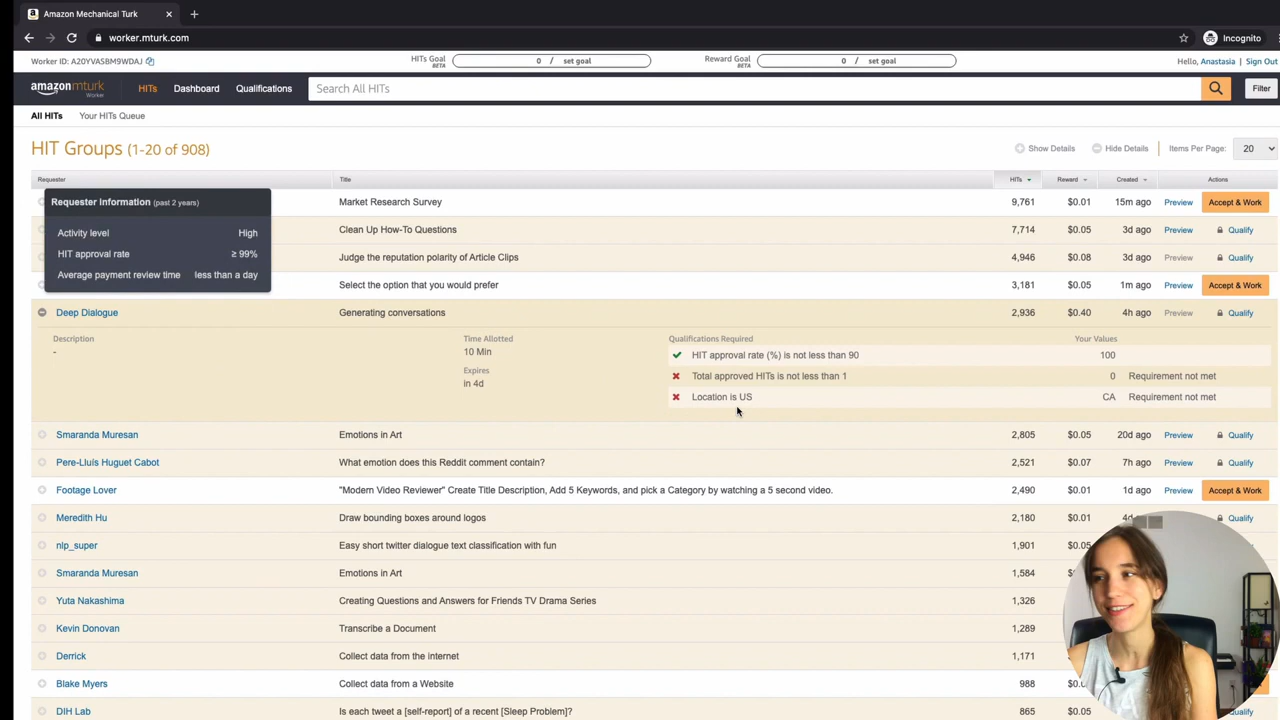 Amazon Mechanical Turk
worker.mturk.com
Incognito
Worker ID: A20YVASBM9WDAJ
HITs Goal
BETA
0 / set goal
Reward Goal
BETA
0 / set goal
Hello, Anastasia | Sign Out
amazonmturk
Worker
HITs
Dashboard
Qualifications
Search All HITs
Filter
All HITs
Your HITs Queue
HIT Groups (1-20 of 908)
Show Details
Hide Details
Items Per Page:
20
Requester Title HITs Reward Created Actions
Requester information (past 2 years)
Activity level High
HIT approval rate ≥ 99%
Average payment review time less than a day
Market Research Survey 9,761 $0.01 15m ago Preview Accept & Work
Clean Up How-To Questions 7,714 $0.05 3d ago Preview Qualify
Judge the reputation polarity of Article Clips 4,946 $0.08 3d ago Preview Qualify
Select the option that you would prefer 3,181 $0.05 1m ago Preview Accept & Work
Deep Dialogue Generating conversations 2,936 $0.40 4h ago Preview Qualify
Description Time Allotted Qualifications Required Your Values
- 10 Min HIT approval rate (%) is not less than 90 100
Expires Total approved HITs is not less than 1 0 Requirement not met
in 4d Location is US CA Requirement not met
Smaranda Muresan Emotions in Art 2,805 $0.05 20d ago Preview Qualify
Pere-Lluís Huguet Cabot What emotion does this Reddit comment contain? 2,521 $0.07 7h ago Preview Qualify
Footage Lover "Modern Video Reviewer" Create Title Description, Add 5 Keywords, and pick a Category by watching a 5 second video. 2,490 $0.01 1d ago Preview Accept & Work
Meredith Hu Draw bounding boxes around logos 2,180 $0.01 Qualify
nlp_super Easy short twitter dialogue text classification with fun 1,901
Smaranda Muresan Emotions in Art 1,584
Yuta Nakashima Creating Questions and Answers for Friends TV Drama Series 1,326
Kevin Donovan Transcribe a Document 1,289
Derrick Collect data from the internet 1,171
Blake Myers Collect data from a Website 988
DIH Lab Is each tweet a [self-report] of a recent [Sleep Problem]? 865